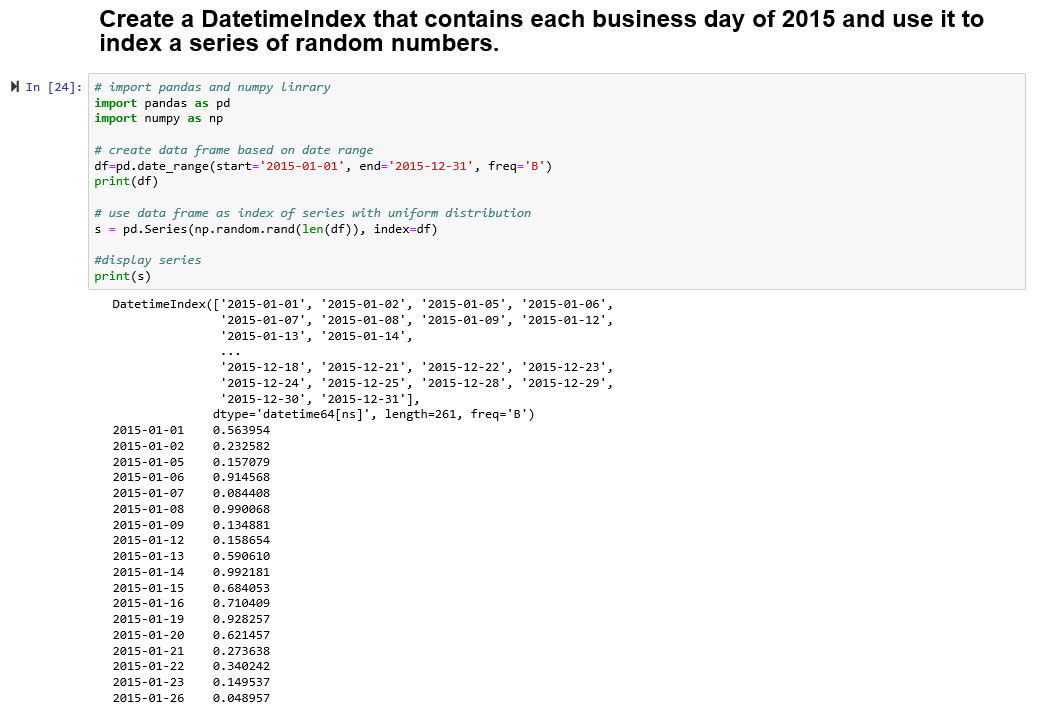 Create a DatetimeIndex that contains each business day of 2015 and use it to
index a series of random numbers.
In [24]:
# import pandas and numpy linrary
import pandas as pd
import numpy as np
# create data frame based on date range
df=pd.date_range(start='2015-01-01', end='2015-12-31', freq='B')
print(df)
# use data frame as index of series with uniform distribution
s = pd.Series(np.random.rand(len(df)), index=df)
#display series
print(s)
DatetimeIndex(['2015-01-01', '2015-01-02', '2015-01-05', '2015-01-06',
'2015-01-07', '2015-01-08', '2015-01-09', '2015-01-12',
'2015-01-13', '2015-01-14',
...
'2015-12-18', '2015-12-21', '2015-12-22', '2015-12-23',
'2015-12-24', '2015-12-25', '2015-12-28', '2015-12-29',
'2015-12-30', '2015-12-31'],
dtype='datetime64[ns]', length=261, freq='B')
2015-01-01    0.563954
2015-01-02    0.232582
2015-01-05    0.157079
2015-01-06    0.914568
2015-01-07    0.084408
2015-01-08    0.990068
2015-01-09    0.134881
2015-01-12    0.158654
2015-01-13    0.590610
2015-01-14    0.992181
2015-01-15    0.684053
2015-01-16    0.710409
2015-01-19    0.928257
2015-01-20    0.621457
2015-01-21    0.273638
2015-01-22    0.340242
2015-01-23    0.149537
2015-01-26    0.048957